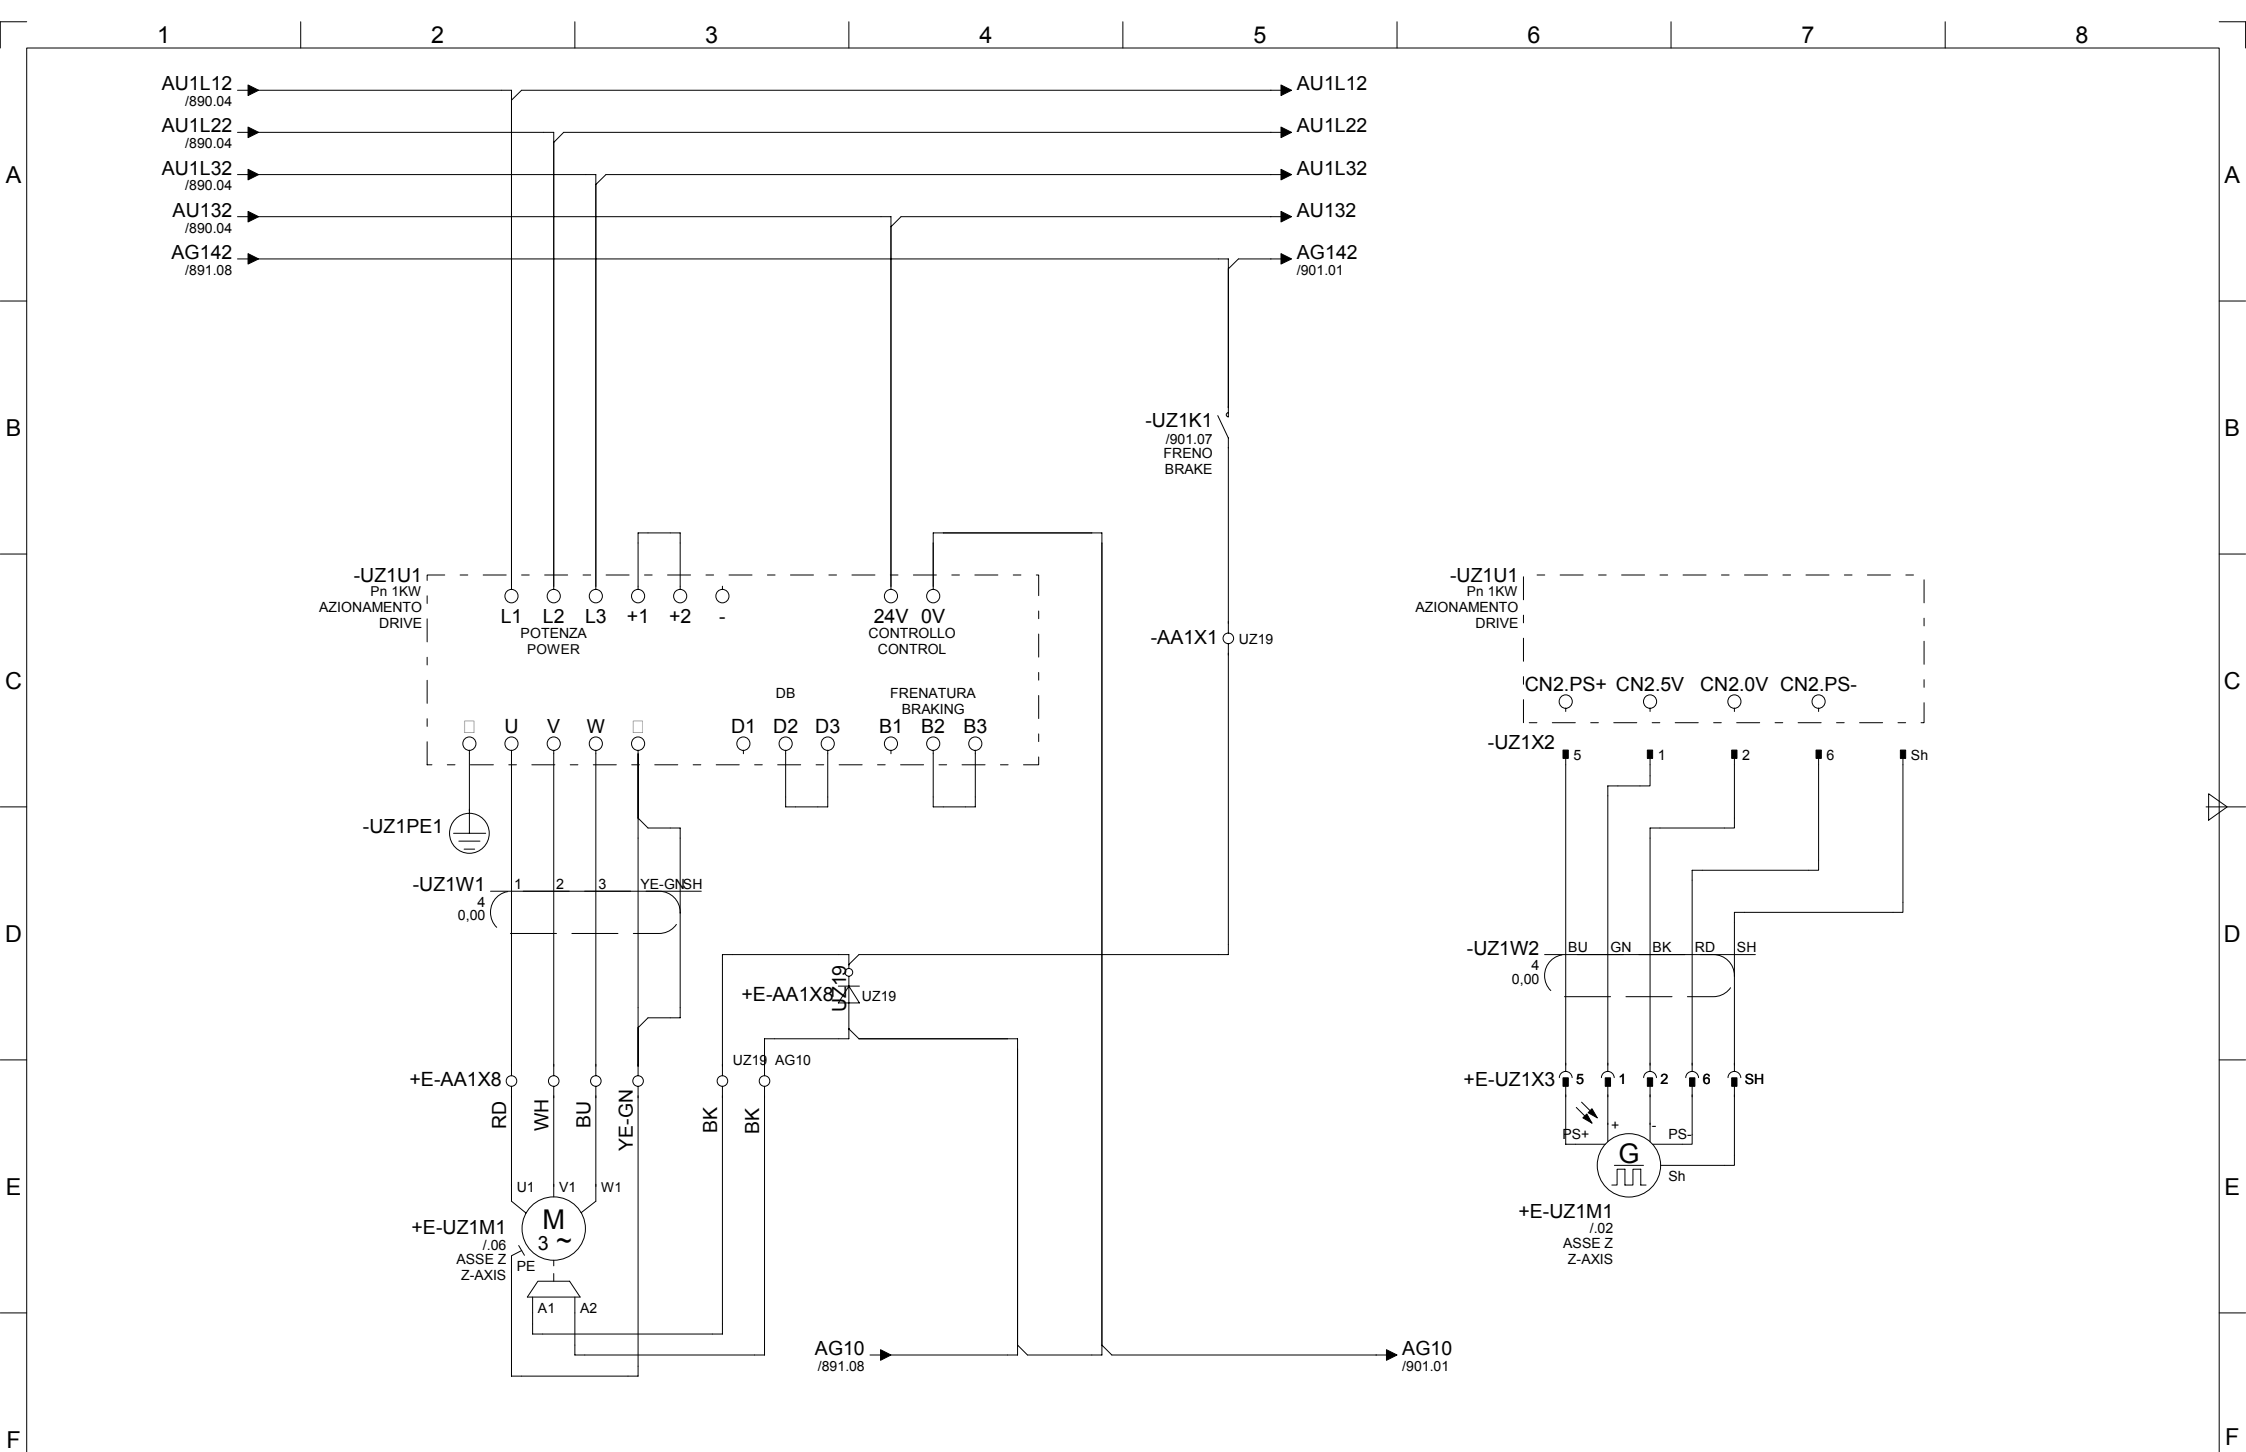 1 2 3 4 5 6 7 8
AU1L12 AU1L12
/890.04
AU1L22 AU1L22
/890.04
A AU1L32 AU1L32 A
/890.04
AU132 AU132
/890.04
AG142 AG142
/891.08 /901.01
B -UZ1K1 B
/901.07
FRENO
BRAKE
-UZ1U1
Pn 1KW
AZIONAMENTO
DRIVE
L1 L2 L3 +1 +2 - 24V 0V
POTENZA CONTROLLO
POWER CONTROL
-AA1X1 UZ19
-UZ1U1
Pn 1KW
AZIONAMENTO
DRIVE
C C
CN2.PS+ CN2.5V CN2.0V CN2.PS-
DB FRENATURA
BRAKING
U V W D1 D2 D3 B1 B2 B3
-UZ1X2 5 1 2 6 Sh
-UZ1PE1
-UZ1W1 1 2 3 YE-GN SH
4
0,00
D D
-UZ1W2 BU GN BK RD SH
4
0,00
UZ19
+E-AA1X8 UZ19
UZ19 AG10
+E-AA1X8
RD WH BU YE-GN BK BK
+E-UZ1X3 5 1 2 6 SH
PS+ + - PS-
G
Sh
E E
U1 V1 W1
+E-UZ1M1 M
/.06 3 ~
ASSE Z
Z-AXIS PE
+E-UZ1M1
/.02
ASSE Z
Z-AXIS
A1 A2
AG10 AG10
/891.08 /901.01
F F